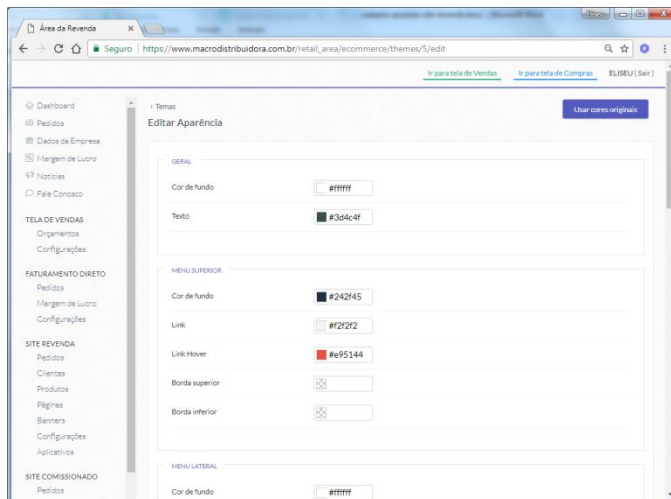 Área da Revenda
Seguro | https://www.macrodistribuidora.com.br/retail_area/ecommerce/themes/5/edit
Ir para tela de Vendas Ir para tela de Compras ELISEU ( Sair )
Dashboard
Pedidos
Dados da Empresa
Margem de Lucro
Notícias
Fale Conosco
TELA DE VENDAS
Orçamentos
Configurações
FATURAMENTO DIRETO
Pedidos
Margem de Lucro
Configurações
SITE REVENDA
Pedidos
Clientes
Produtos
Páginas
Banners
Configurações
Aplicativos
SITE COMISSIONADO
Pedidos
‹ Temas
Editar Aparência
Usar cores originais
GERAL
Cor de fundo #ffffff
Texto #3d4c4f
MENU SUPERIOR
Cor de fundo #242f45
Link #f2f2f2
Link Hover #e95144
Borda superior
Borda inferior
MENU LATERAL
Cor de fundo #ffffff